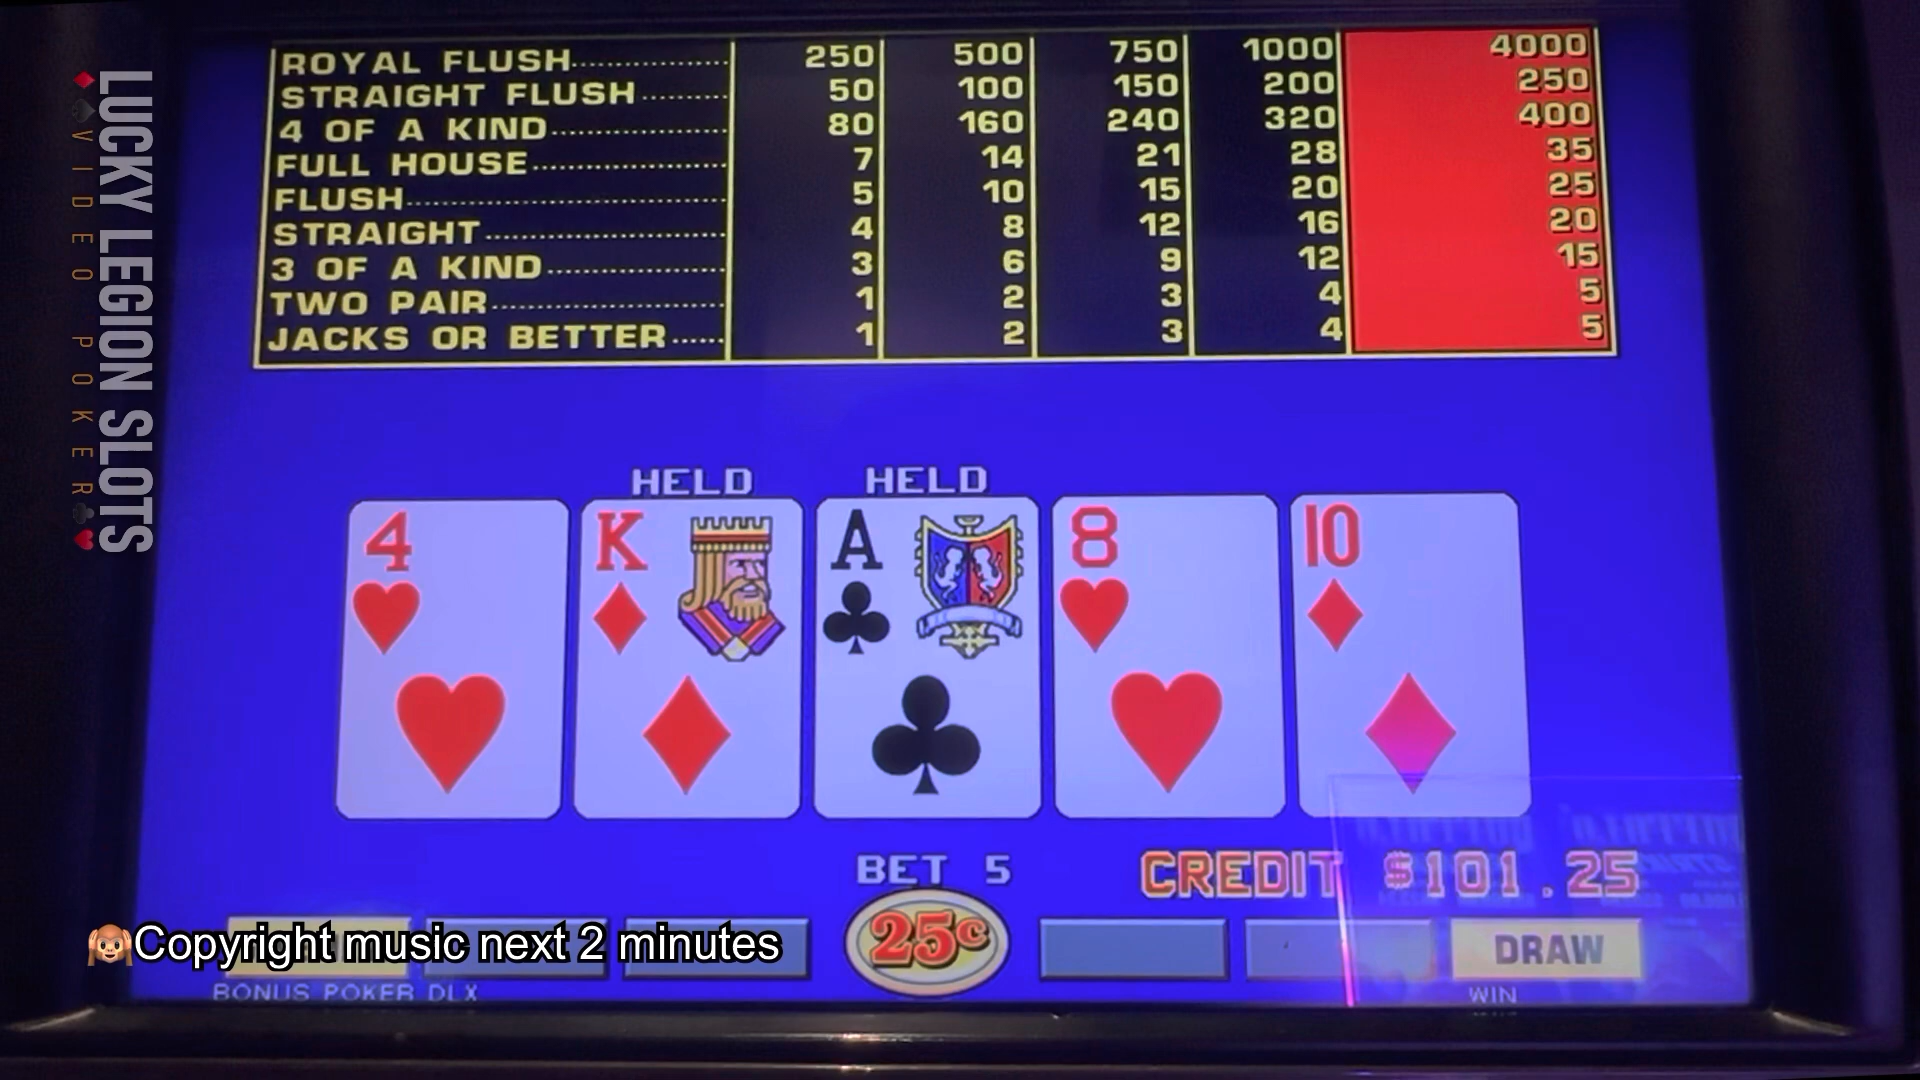 ROYAL FLUSH 250 500 750 1000 4000
STRAIGHT FLUSH 50 100 150 200 250
4 OF A KIND 80 160 240 320 400
FULL HOUSE 7 14 21 28 35
FLUSH 5 10 15 20 25
STRAIGHT 4 8 12 16 20
3 OF A KIND 3 6 9 12 15
TWO PAIR 1 2 3 4 5
JACKS OR BETTER 1 2 3 4 5
LUCKY LEGION SLOTS
VIDEO POKER
HELD HELD
4 K A 8 10
BET 5 CREDIT $101.25
25¢
Copyright music next 2 minutes
DRAW
BONUS POKER DLX
WIN